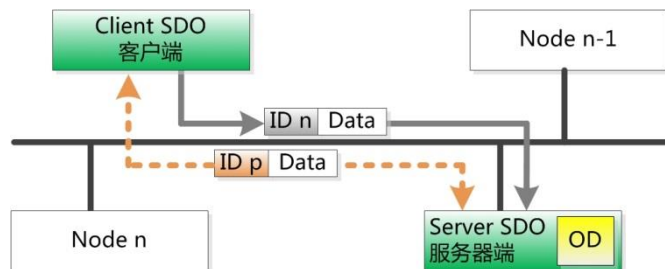 Client SDO
客户端
Node n-1
ID n Data
ID p Data
Node n
Server SDO
服务器端
OD